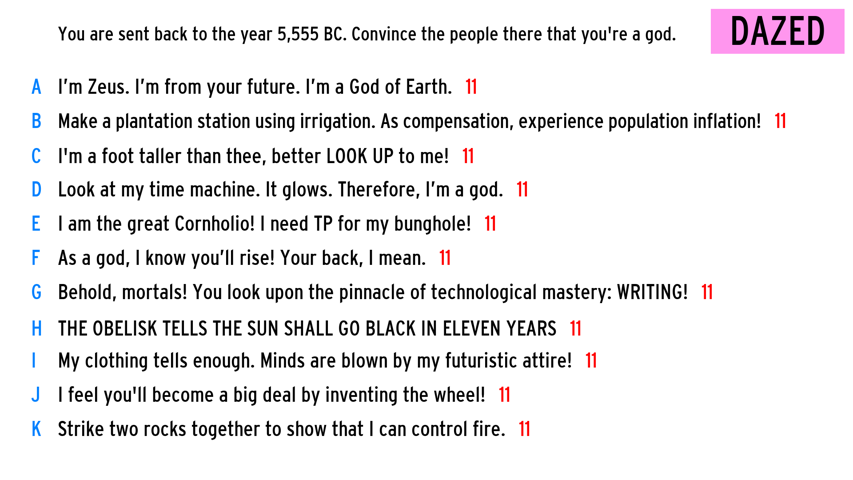 You are sent back to the year 5,555 BC. Convince the people there that you're a god.
DAZED
A I’m Zeus. I’m from your future. I’m a God of Earth. 11
B Make a plantation station using irrigation. As compensation, experience population inflation! 11
C I'm a foot taller than thee, better LOOK UP to me! 11
D Look at my time machine. It glows. Therefore, I’m a god. 11
E I am the great Cornholio! I need TP for my bunghole! 11
F As a god, I know you’ll rise! Your back, I mean. 11
G Behold, mortals! You look upon the pinnacle of technological mastery: WRITING! 11
H THE OBELISK TELLS THE SUN SHALL GO BLACK IN ELEVEN YEARS 11
I My clothing tells enough. Minds are blown by my futuristic attire! 11
J I feel you'll become a big deal by inventing the wheel! 11
K Strike two rocks together to show that I can control fire. 11